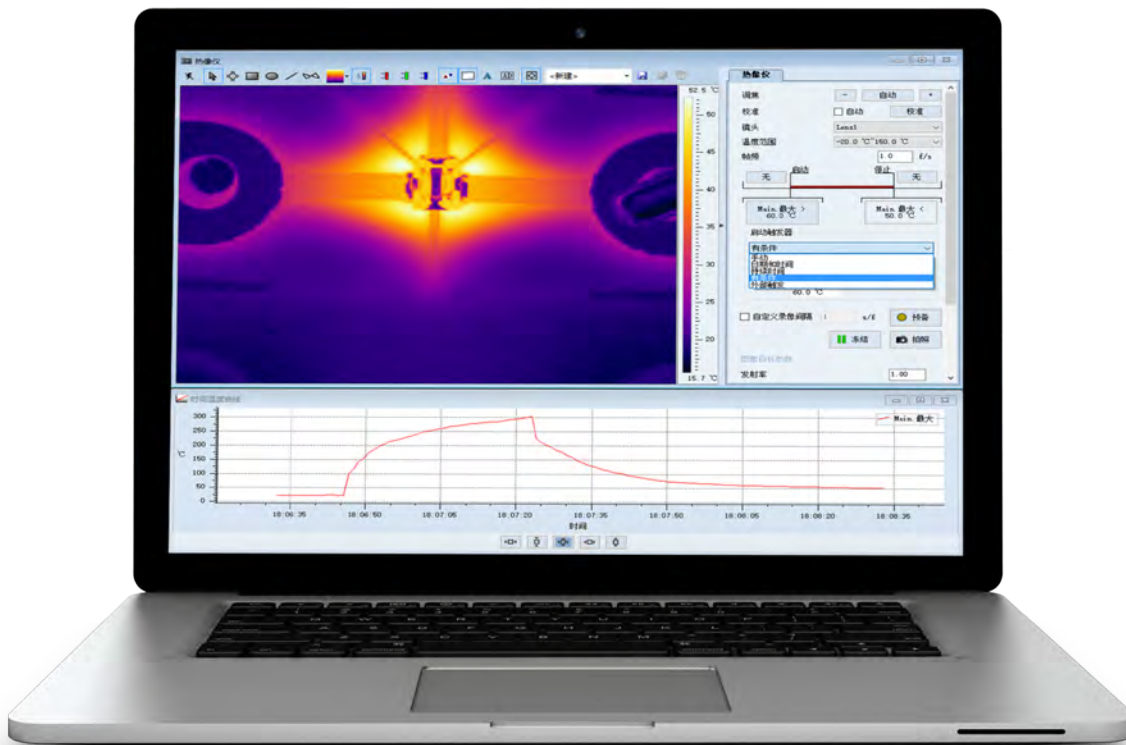 热像仪
A
<新建>
52.5 ℃
50
45
40
35
30
25
20
15.7 ℃
热像仪
调焦 - 自动 +
校准 自动 校准
镜头 Lens1
温度范围 -20.0 ℃~150.0 ℃
帧频 1.0 f/s
自动 停止
无 无
Main.最大 > Main.最大 <
60.0 ℃ 50.0 ℃
启动触发器
有条件
手动
日期和时间
持续时间
有条件
外部触发
60.0 ℃
自定义录像间隔 1 s/f 预备
冻结 拍照
发射率 1.00
时间温度曲线
Main.最大
℃
300
250
200
150
100
50
0
18:06:35 18:06:50 18:07:05 18:07:20 18:07:35 18:07:50 18:08:05 18:08:20 18:08:35
时间